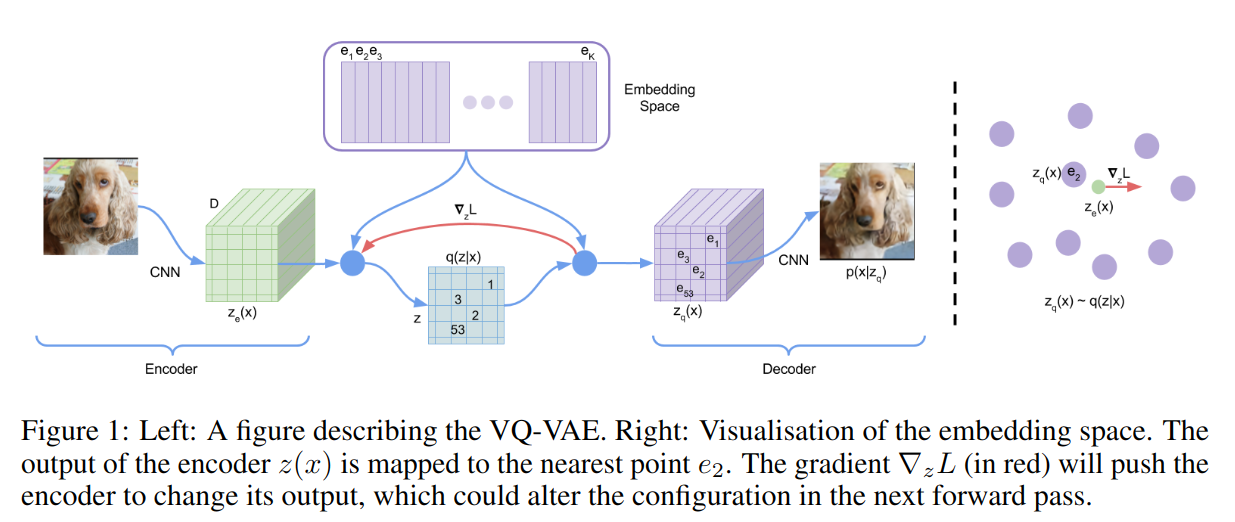 e1 e2 e3
eK
Embedding
Space
D
CNN
ze(x)
Encoder
∇zL
q(z|x)
1
3
2
53
z
e1
e3
e2
e53
zq(x)
CNN
p(x|zq)
Decoder
zq(x) e2 ∇zL
ze(x)
zq(x) ~ q(z|x)
Figure 1: Left: A figure describing the VQ-VAE. Right: Visualisation of the embedding space. The
output of the encoder z(x) is mapped to the nearest point e2. The gradient ∇zL (in red) will push the
encoder to change its output, which could alter the configuration in the next forward pass.